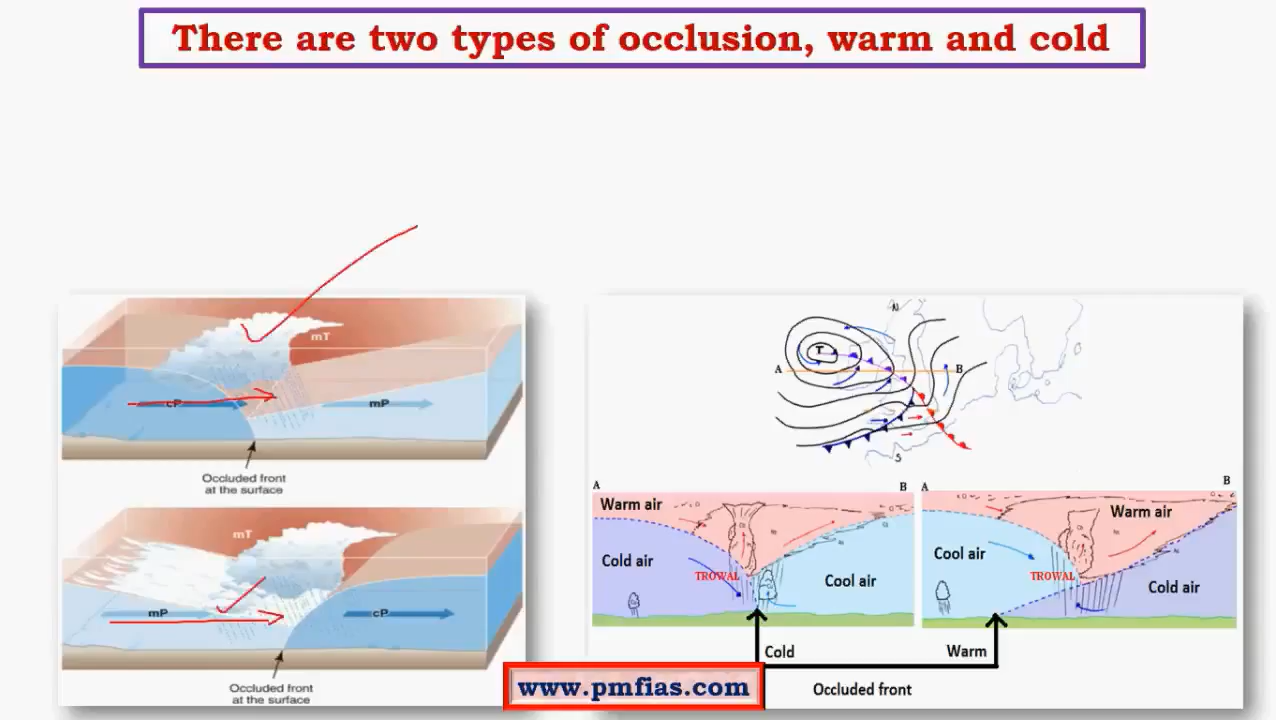 There are two types of occlusion, warm and cold
mT
cP
mP
Occluded front
at the surface
mT
mP
cP
Occluded front
at the surface
N
T
A
B
S
A
B
Warm air
Cold air
TROWAL
Cool air
A
B
Warm air
Cool air
TROWAL
Cold air
Cold
Warm
Occluded front
www.pmfias.com